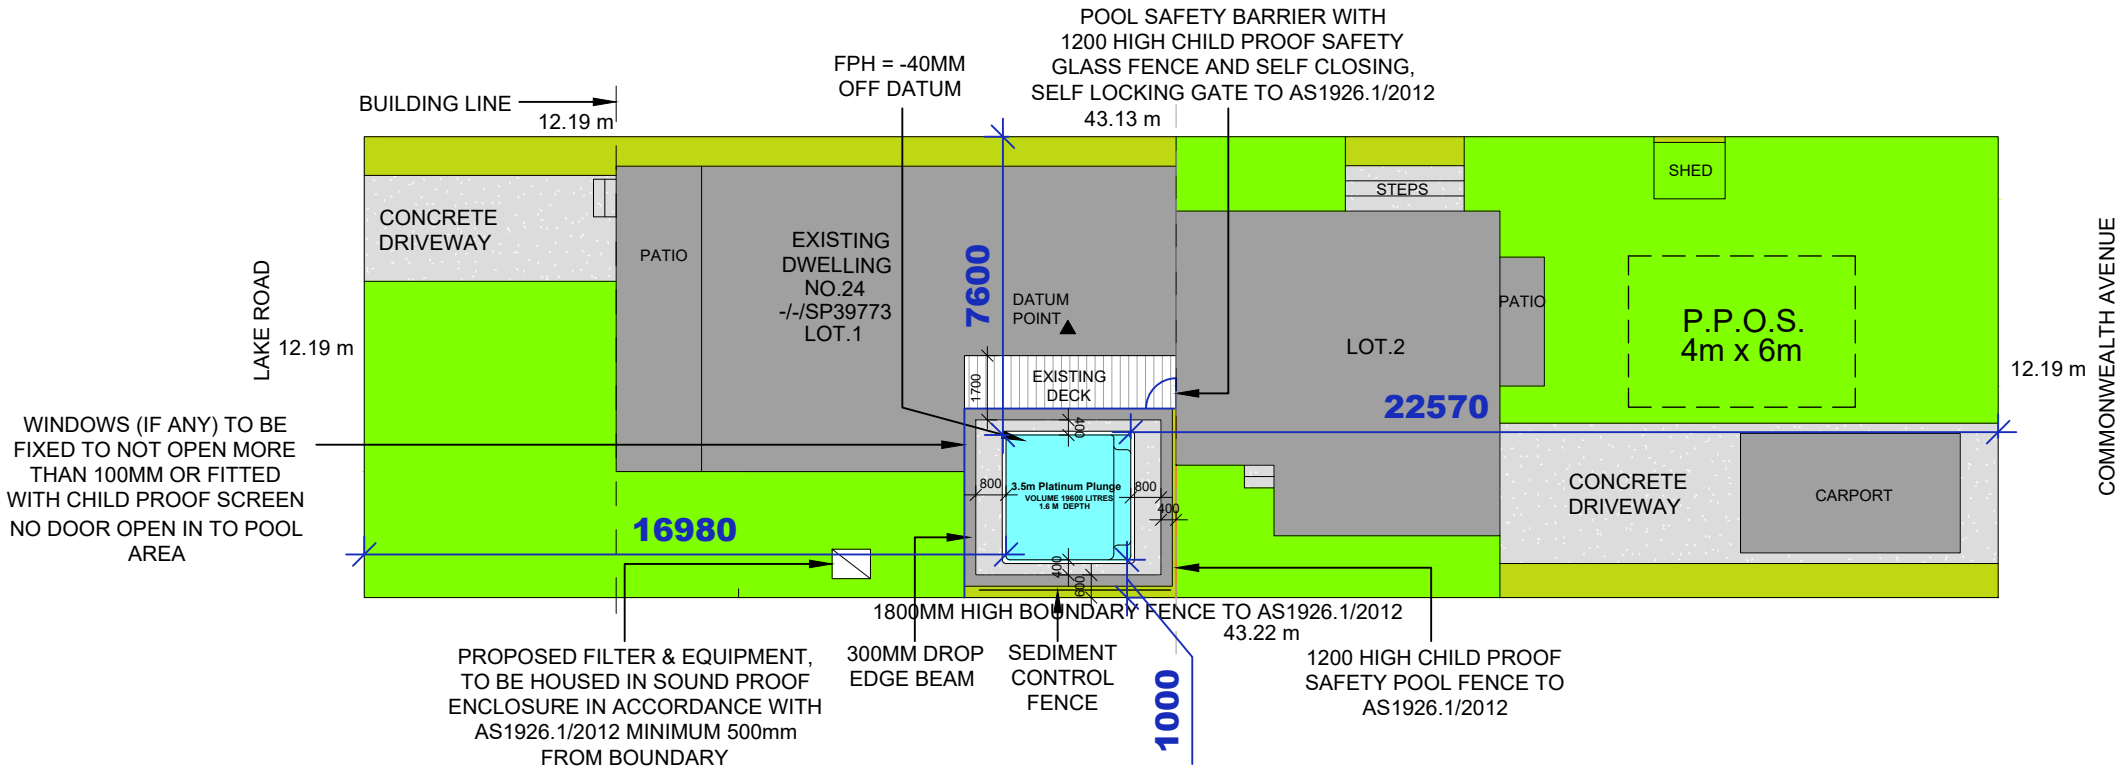 POOL SAFETY BARRIER WITH
1200 HIGH CHILD PROOF SAFETY
GLASS FENCE AND SELF CLOSING,
SELF LOCKING GATE TO AS1926.1/2012
FPH = -40MM
OFF DATUM
BUILDING LINE
12.19 m
43.13 m
CONCRETE
DRIVEWAY
PATIO
EXISTING
DWELLING
NO.24
-/-/SP39773
LOT.1
7600
DATUM
POINT
STEPS
SHED
LAKE ROAD
12.19 m
LOT.2
PATIO
P.P.O.S.
4m x 6m
12.19 m
COMMONWEALTH AVENUE
1700
EXISTING
DECK
22570
400
WINDOWS (IF ANY) TO BE
FIXED TO NOT OPEN MORE
THAN 100MM OR FITTED
WITH CHILD PROOF SCREEN
NO DOOR OPEN IN TO POOL
AREA
800
3.5m Platinum Plunge
VOLUME 19600 LITRES
1.6 M DEPTH
800
400
16980
CONCRETE
DRIVEWAY
CARPORT
400
600
1800MM HIGH BOUNDARY FENCE TO AS1926.1/2012
43.22 m
PROPOSED FILTER & EQUIPMENT,
TO BE HOUSED IN SOUND PROOF
ENCLOSURE IN ACCORDANCE WITH
AS1926.1/2012 MINIMUM 500mm
FROM BOUNDARY
300MM DROP
EDGE BEAM
SEDIMENT
CONTROL
FENCE
1000
1200 HIGH CHILD PROOF
SAFETY POOL FENCE TO
AS1926.1/2012